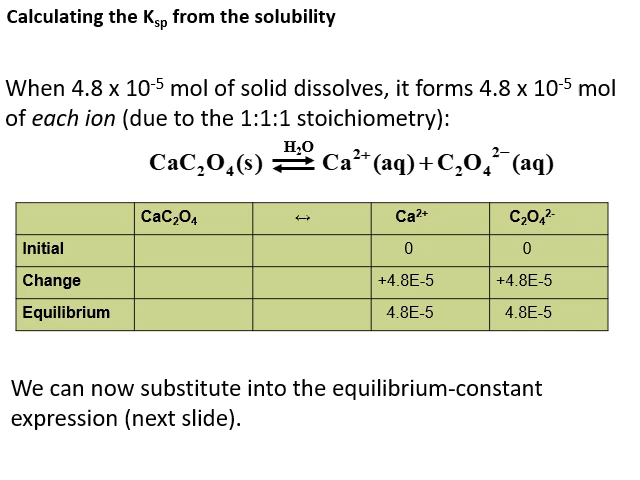 Calculating the Ksp from the solubility
When 4.8 x 10⁻⁵ mol of solid dissolves, it forms 4.8 x 10⁻⁵ mol
of each ion (due to the 1:1:1 stoichiometry):
CaC₂O₄(s) ⇌ Ca²⁺(aq)+C₂O₄²⁻(aq)
H₂O
CaC₂O₄ ↔ Ca²⁺ C₂O₄²⁻
Initial 0 0
Change +4.8E-5 +4.8E-5
Equilibrium 4.8E-5 4.8E-5
We can now substitute into the equilibrium-constant
expression (next slide).